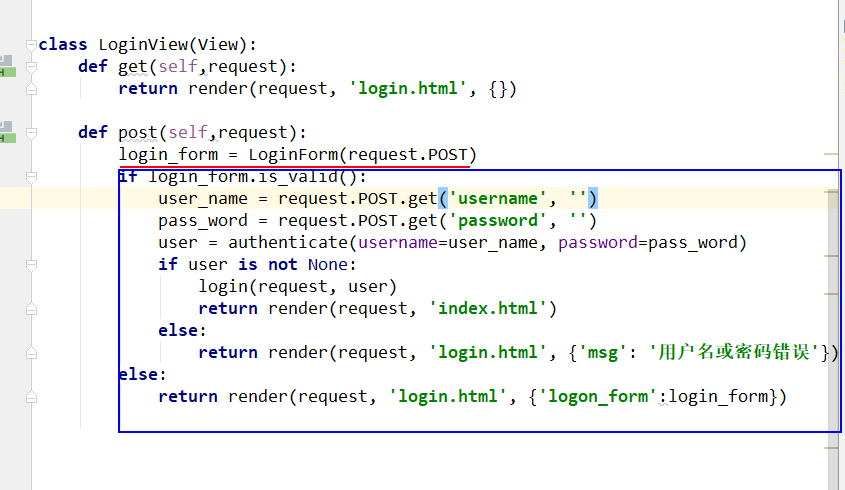 class LoginView(View):
    def get(self,request):
        return render(request, 'login.html', {})
    def post(self,request):
        login_form = LoginForm(request.POST)
        if login_form.is_valid():
            user_name = request.POST.get('username', '')
            pass_word = request.POST.get('password', '')
            user = authenticate(username=user_name, password=pass_word)
            if user is not None:
                login(request, user)
                return render(request, 'index.html')
            else:
                return render(request, 'login.html', {'msg': '用户名或密码错误'})
        else:
            return render(request, 'login.html', {'logon_form':login_form})